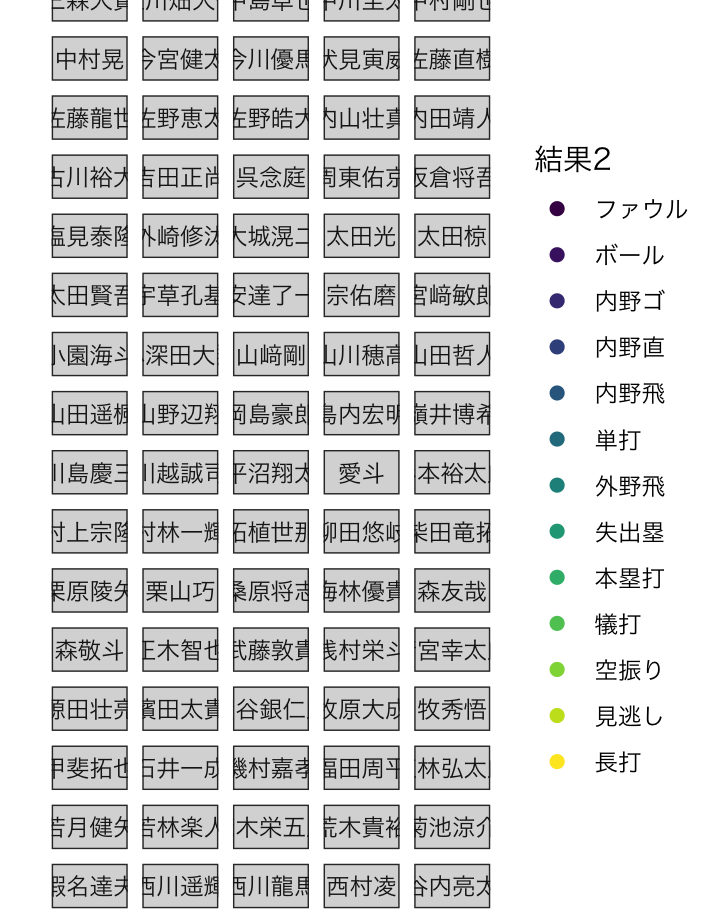 中村晃 今宮健太 今川優馬 伏見寅威 佐藤直樹
佐藤龍世 佐野恵太 佐野皓大 内山壮真 内田靖人
古川裕大 吉田正尚 呉念庭 周東佑京 坂倉将吾
塩見泰隆 外崎修汰 大城滉二 太田光 太田椋
太田賢吾 宇草孔基 安達了一 宗佑磨 宮﨑敏郎
小園海斗 深田大 山﨑剛 山川穂高 山田哲人
山田遥楓 山野辺翔 岡島豪郎 島内宏明 嶺井博希
川島慶三 川越誠司 平沼翔太 愛斗 本裕太
村上宗隆 村林一輝 柘植世那 柳田悠岐 柴田竜拓
栗原陵矢 栗山巧 桑原将志 梅林優貴 森友哉
森敬斗 正木智也 武藤敦貴 浅村栄斗 宮幸太
源田壮亮 濱田太貴 谷銀仁 牧原大成 牧秀悟
甲斐拓也 石井一成 磯村嘉孝 福田周平 林弘太
若月健矢 若林楽人 木栄五 荒木貴裕 菊池涼介
蝦名達夫 西川遥輝 西川龍馬 西村凌 谷内亮太
結果2
ファウル
ボール
内野ゴ
内野直
内野飛
単打
外野飛
失出塁
本塁打
犠打
空振り
見逃し
長打